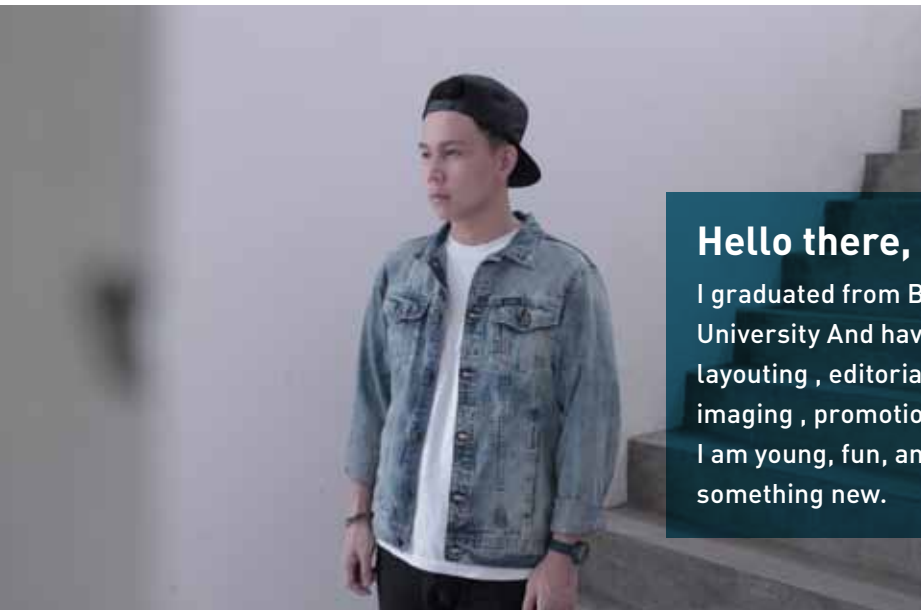 Hello there,
I graduated from B
University And hav
layouting , editoria
imaging , promotio
I am young, fun, an
something new.